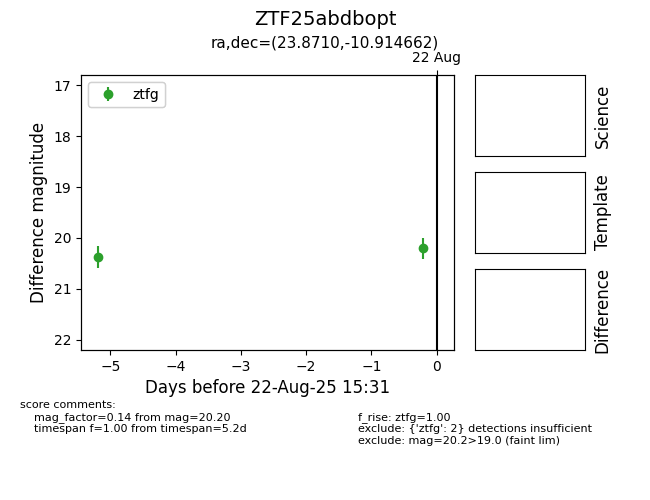 ZTF25abdbopt
ra,dec=(23.8710,-10.914662)
22 Aug
ztfg
17
18
19
20
21
22
Difference magnitude
−5
−4
−3
−2
−1
0
Days before 22-Aug-25 15:31
Science
Template
Difference
score comments:
mag_factor=0.14 from mag=20.20
timespan f=1.00 from timespan=5.2d
f_rise: ztfg=1.00
exclude: {'ztfg': 2} detections insufficient
exclude: mag=20.2>19.0 (faint lim)